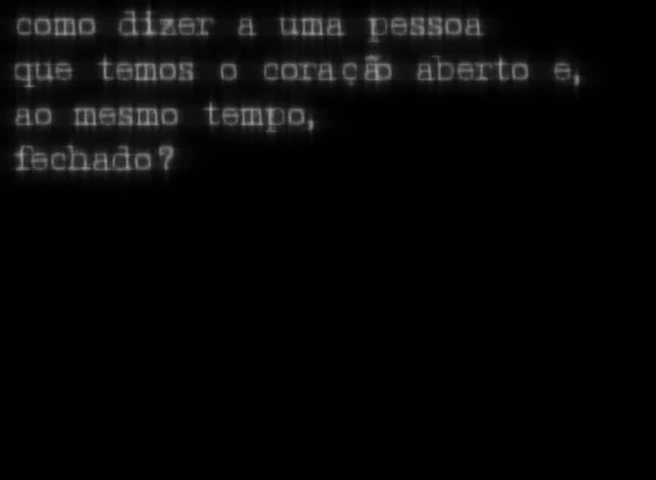 como dizer a uma pessoa
que temos o coração aberto e,
ao mesmo tempo,
fechado?